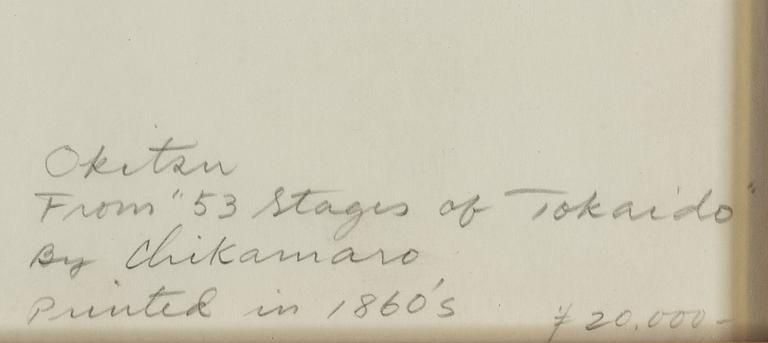 Okitsu
From "53 Stages of Tokaido"
By Chikamaro
Printed in 1860's
¥20.000-